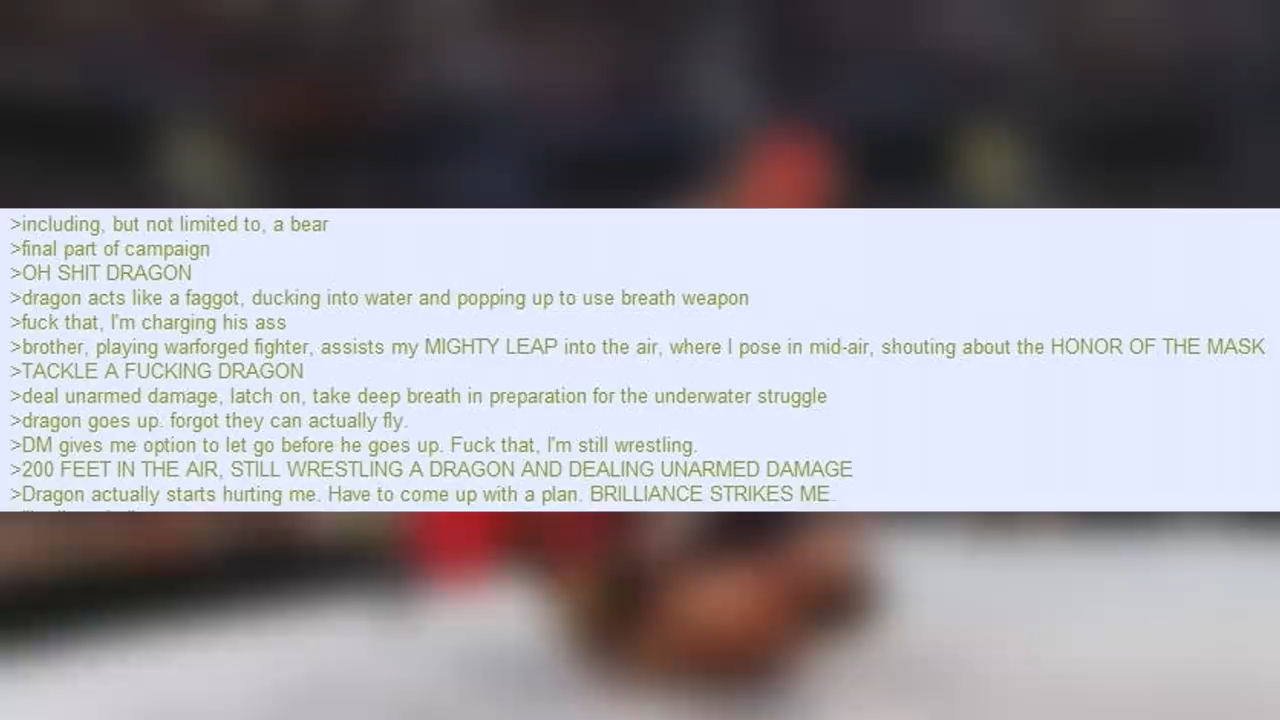 >including, but not limited to, a bear
>final part of campaign
>OH SHIT DRAGON
>dragon acts like a faggot, ducking into water and popping up to use breath weapon
>fuck that, I'm charging his ass
>brother, playing warforged fighter, assists my MIGHTY LEAP into the air, where I pose in mid-air, shouting about the HONOR OF THE MASK
>TACKLE A FUCKING DRAGON
>deal unarmed damage, latch on, take deep breath in preparation for the underwater struggle
>dragon goes up. forgot they can actually fly.
>DM gives me option to let go before he goes up. Fuck that, I'm still wrestling.
>200 FEET IN THE AIR, STILL WRESTLING A DRAGON AND DEALING UNARMED DAMAGE
>Dragon actually starts hurting me. Have to come up with a plan. BRILLIANCE STRIKES ME.